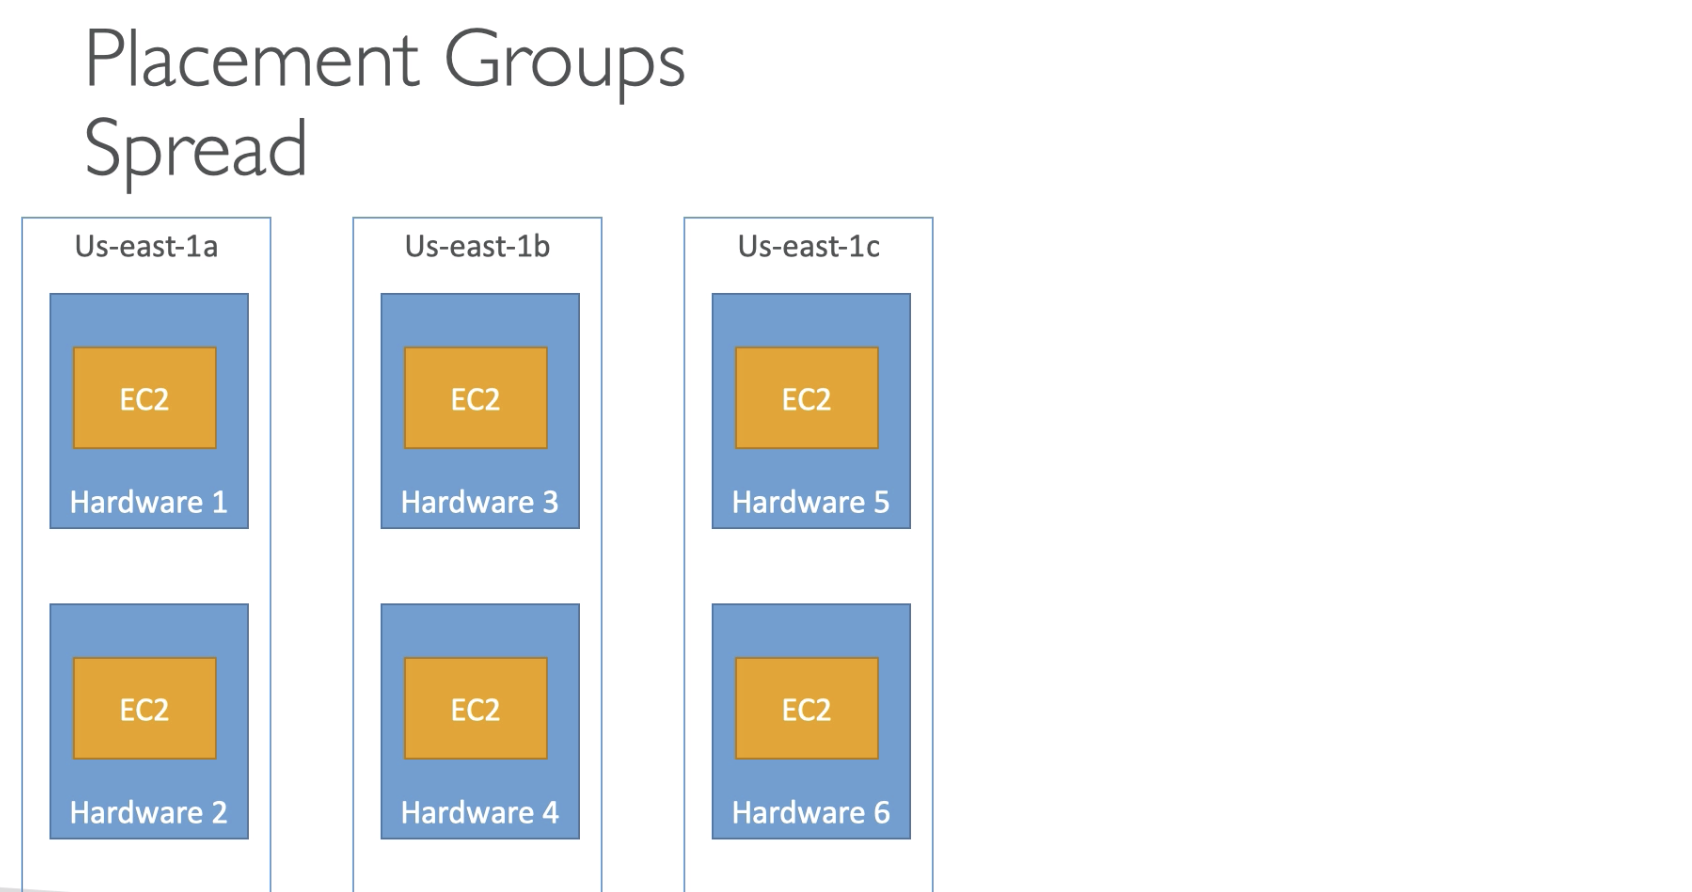 Placement Groups
Spread
Us-east-1a
EC2
Hardware 1
EC2
Hardware 2
Us-east-1b
EC2
Hardware 3
EC2
Hardware 4
Us-east-1c
EC2
Hardware 5
EC2
Hardware 6